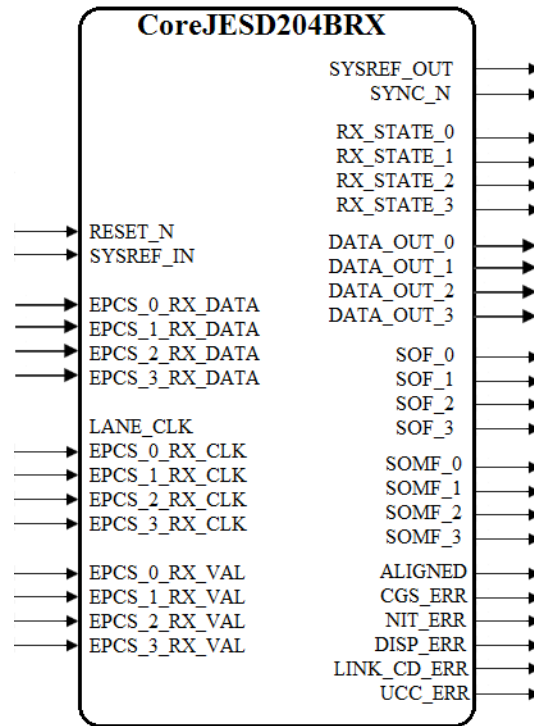 CoreJESD204BRX
SYSREF_OUT
SYNC_N
RX_STATE_0
RX_STATE_1
RX_STATE_2
RX_STATE_3
RESET_N
SYSREF_IN
DATA_OUT_0
DATA_OUT_1
DATA_OUT_2
DATA_OUT_3
EPCS_0_RX_DATA
EPCS_1_RX_DATA
EPCS_2_RX_DATA
EPCS_3_RX_DATA
SOF_0
SOF_1
SOF_2
SOF_3
LANE_CLK
EPCS_0_RX_CLK
EPCS_1_RX_CLK
EPCS_2_RX_CLK
EPCS_3_RX_CLK
SOMF_0
SOMF_1
SOMF_2
SOMF_3
EPCS_0_RX_VAL
EPCS_1_RX_VAL
EPCS_2_RX_VAL
EPCS_3_RX_VAL
ALIGNED
CGS_ERR
NIT_ERR
DISP_ERR
LINK_CD_ERR
UCC_ERR